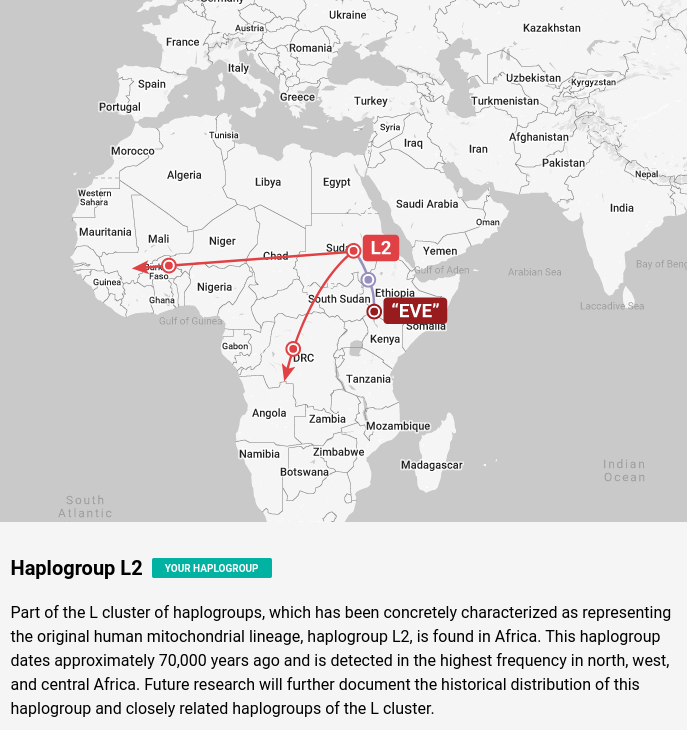 Germany
Ukraine
Austria
Kazakhstan
France
Romania
Italy
Uzbekistan
Kyrgyzstan
Spain
Greece
Turkey
Turkmenistan
Portugal
Syria
Afghanistan
Tunisia
Iraq
Iran
Morocco
Pakistan
Algeria
Libya
Egypt
Nepal
Western
Sahara
Saudi Arabia
India
Oman
Mauritania
Mali
Niger
Sudan
L2
Yemen
Chad
Bay of Beng
Burkina
Faso
Gulf of Aden
Arabian Sea
Guinea
Nigeria
Ethiopia
Ghana
South Sudan
Laccadive Sea
"EVE"
Gulf of Guinea
Somalia
Kenya
Gabon
DRC
Tanzania
Angola
Zambia
Mozambique
Namibia
Zimbabwe
Botswana
Madagascar
Indian
Ocean
South
Atlantic
Haplogroup L2 YOUR HAPLOGROUP
Part of the L cluster of haplogroups, which has been concretely characterized as representing
the original human mitochondrial lineage, haplogroup L2, is found in Africa. This haplogroup
dates approximately 70,000 years ago and is detected in the highest frequency in north, west,
and central Africa. Future research will further document the historical distribution of this
haplogroup and closely related haplogroups of the L cluster.